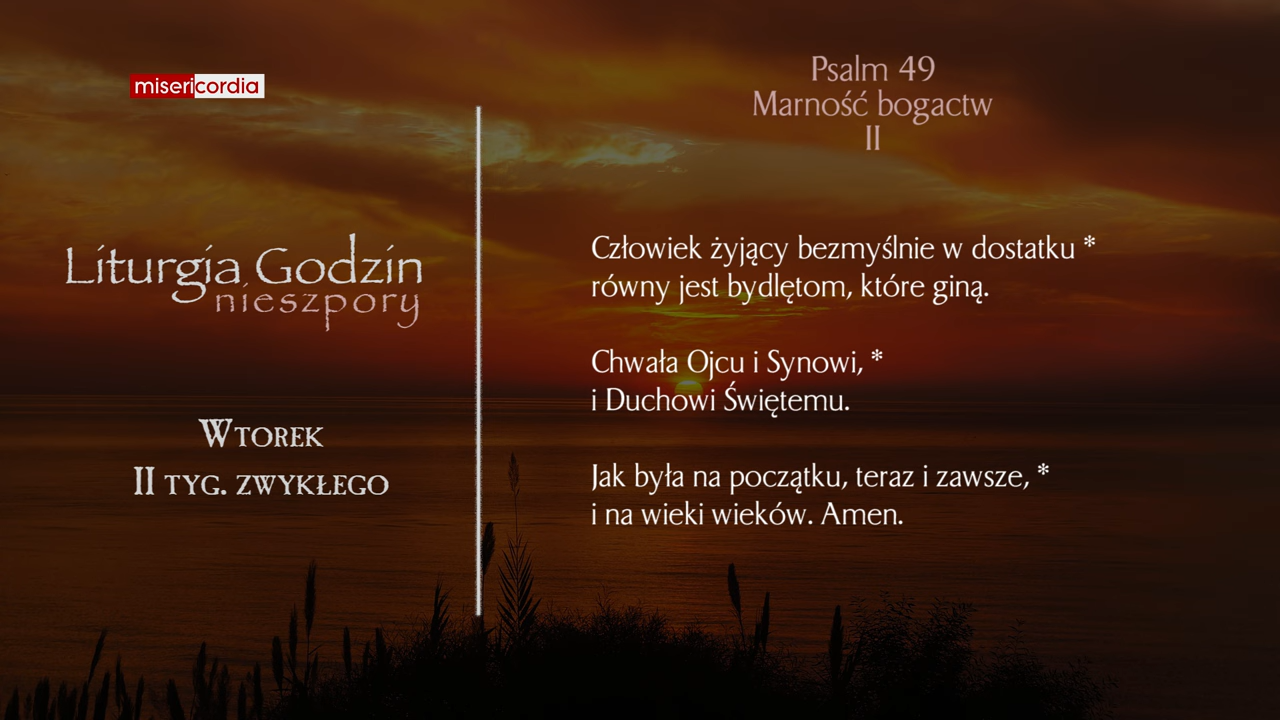 misericordia
Liturgia Godzin
nieszpory
Wtorek
II tyg. zwykłego
Psalm 49
Marność bogactw
II
Człowiek żyjący bezmyślnie w dostatku *
równy jest bydlętom, które giną.
Chwała Ojcu i Synowi, *
i Duchowi Świętemu.
Jak była na początku, teraz i zawsze, *
i na wieki wieków. Amen.